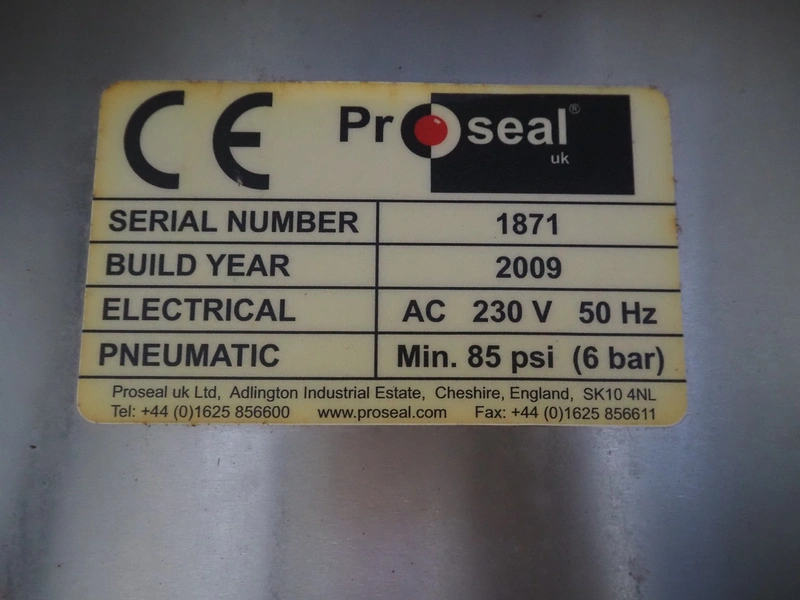 CE Proseal®
uk
SERIAL NUMBER 1871
BUILD YEAR 2009
ELECTRICAL AC 230 V 50 Hz
PNEUMATIC Min. 85 psi (6 bar)
Proseal uk Ltd, Adlington Industrial Estate, Cheshire, England, SK10 4NL
Tel: +44 (0)1625 856600 www.proseal.com Fax: +44 (0)1625 856611